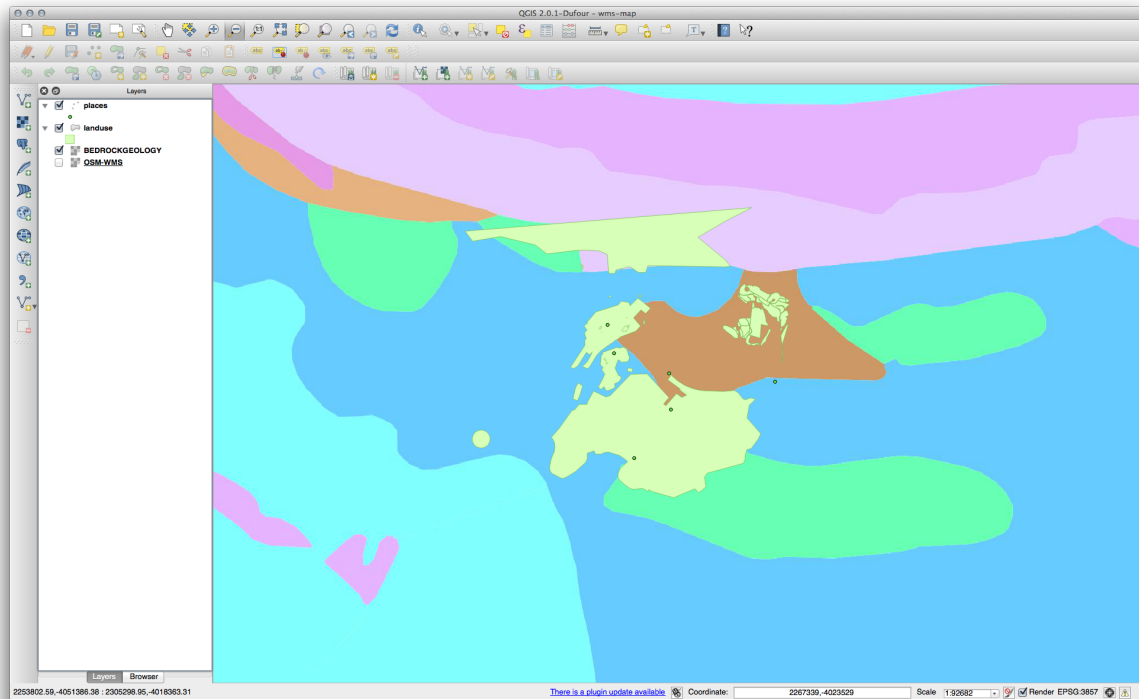 QGIS 2.0.1-Dufour – wms-map
Layers
places
landuse
BEDROCKGEOLOGY
OSM-WMS
Layers Browser
2253802.59,-4051386.38 : 2305298.95,-4018363.31 There is a plugin update available Coordinate: 2267339,-4023529 Scale 1:92682 Render EPSG:3857